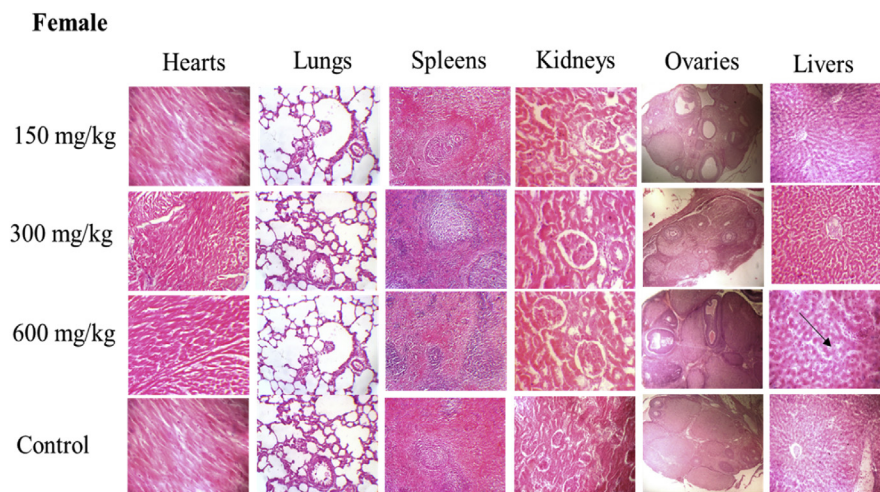 Female
Hearts Lungs Spleens Kidneys Ovaries Livers
150 mg/kg
300 mg/kg
600 mg/kg
Control